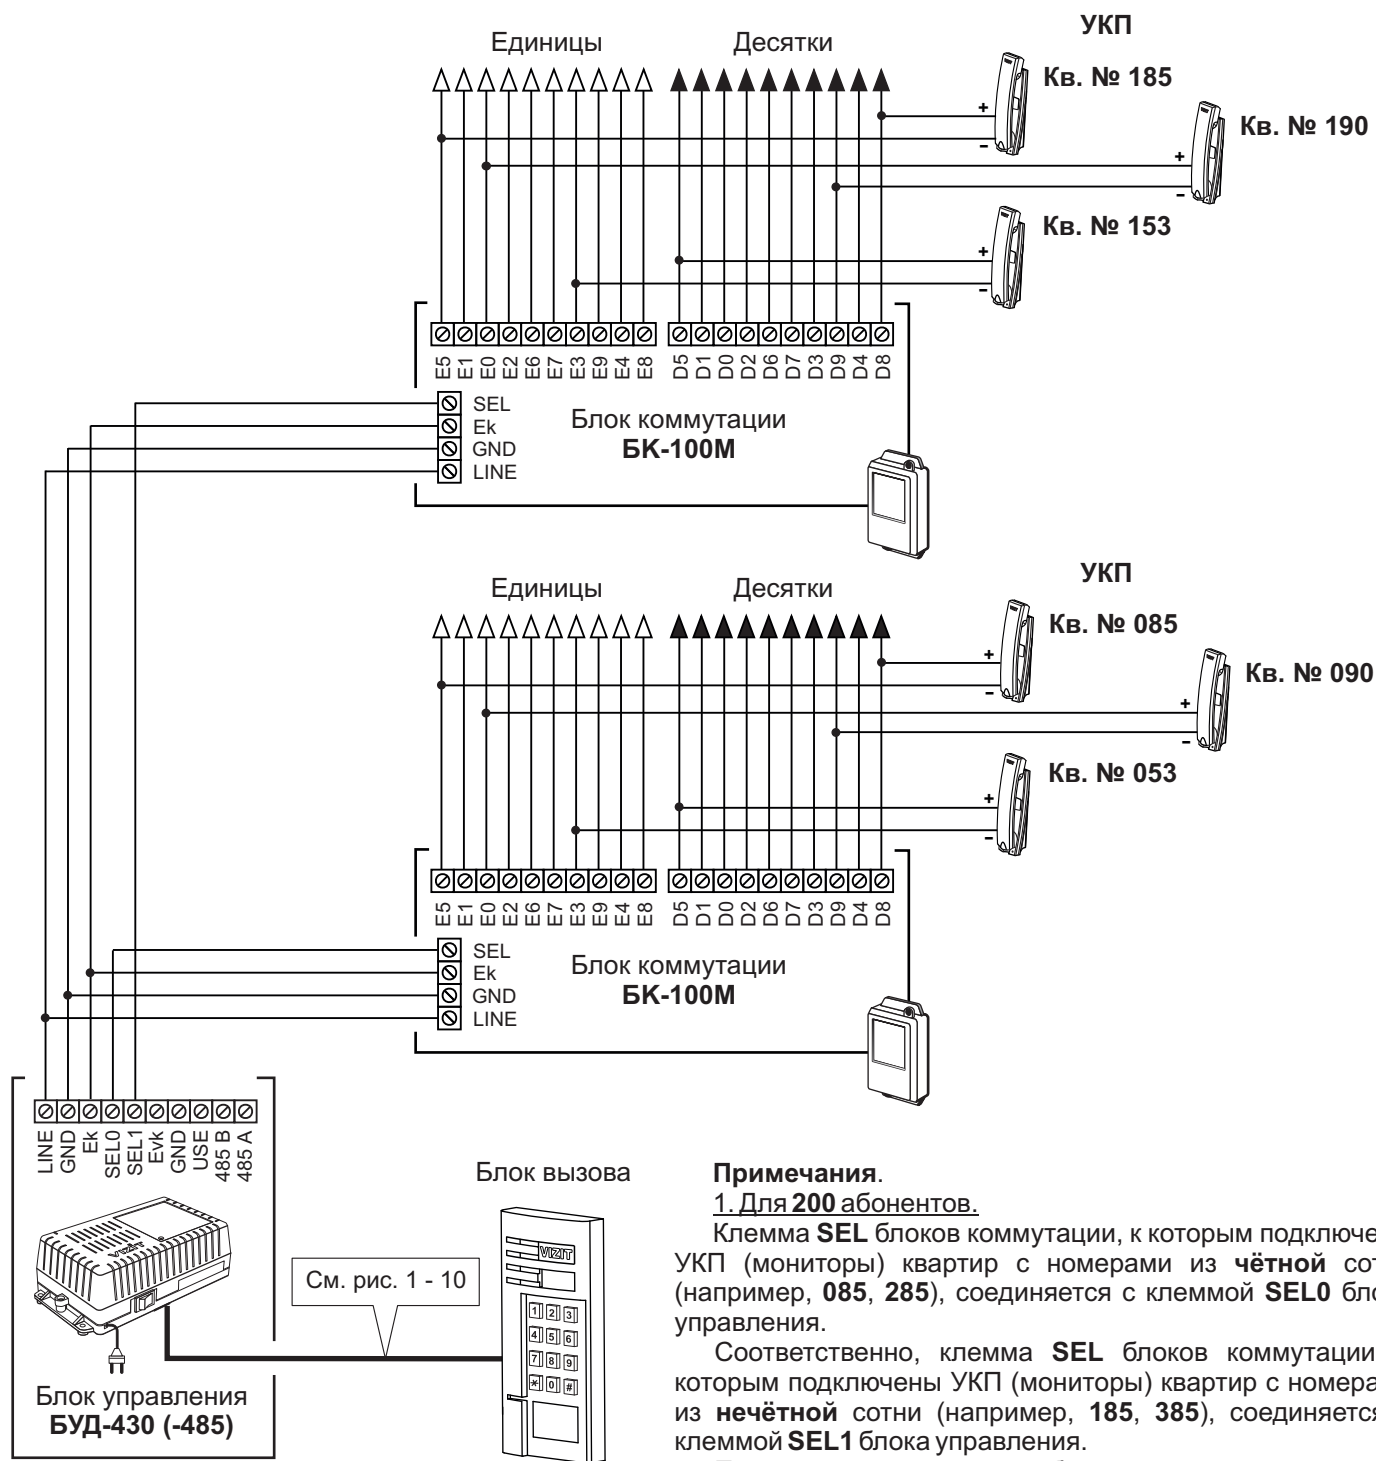 УКП
Единицы Десятки
Кв. № 185
+
−
Кв. № 190
+
−
Кв. № 153
+
−
E5 E1 E0 E2 E6 E7 E3 E9 E4 E8 D5 D1 D0 D2 D6 D7 D3 D9 D4 D8
SEL
Ek
GND
LINE
Блок коммутации
БК-100М
УКП
Единицы Десятки
Кв. № 085
+
−
Кв. № 090
+
−
Кв. № 053
+
−
E5 E1 E0 E2 E6 E7 E3 E9 E4 E8 D5 D1 D0 D2 D6 D7 D3 D9 D4 D8
SEL
Ek
GND
LINE
Блок коммутации
БК-100М
LINE GND Ek SEL0 SEL1 Evk GND USE 485 B 485 A
VIZIT
Блок управления
БУД-430 (-485)
См. рис. 1 - 10
Блок вызова
VIZIT
1 2 3
4 5 6
7 8 9
* 0 #
Примечания.
1. Для 200 абонентов.
Клемма SEL блоков коммутации, к которым подключе
УКП (мониторы) квартир с номерами из чётной сот
(например, 085, 285), соединяется с клеммой SEL0 бло
управления.
Соответственно, клемма SEL блоков коммутации
которым подключены УКП (мониторы) квартир с номера
из нечётной сотни (например, 185, 385), соединяется
клеммой SEL1 блока управления.